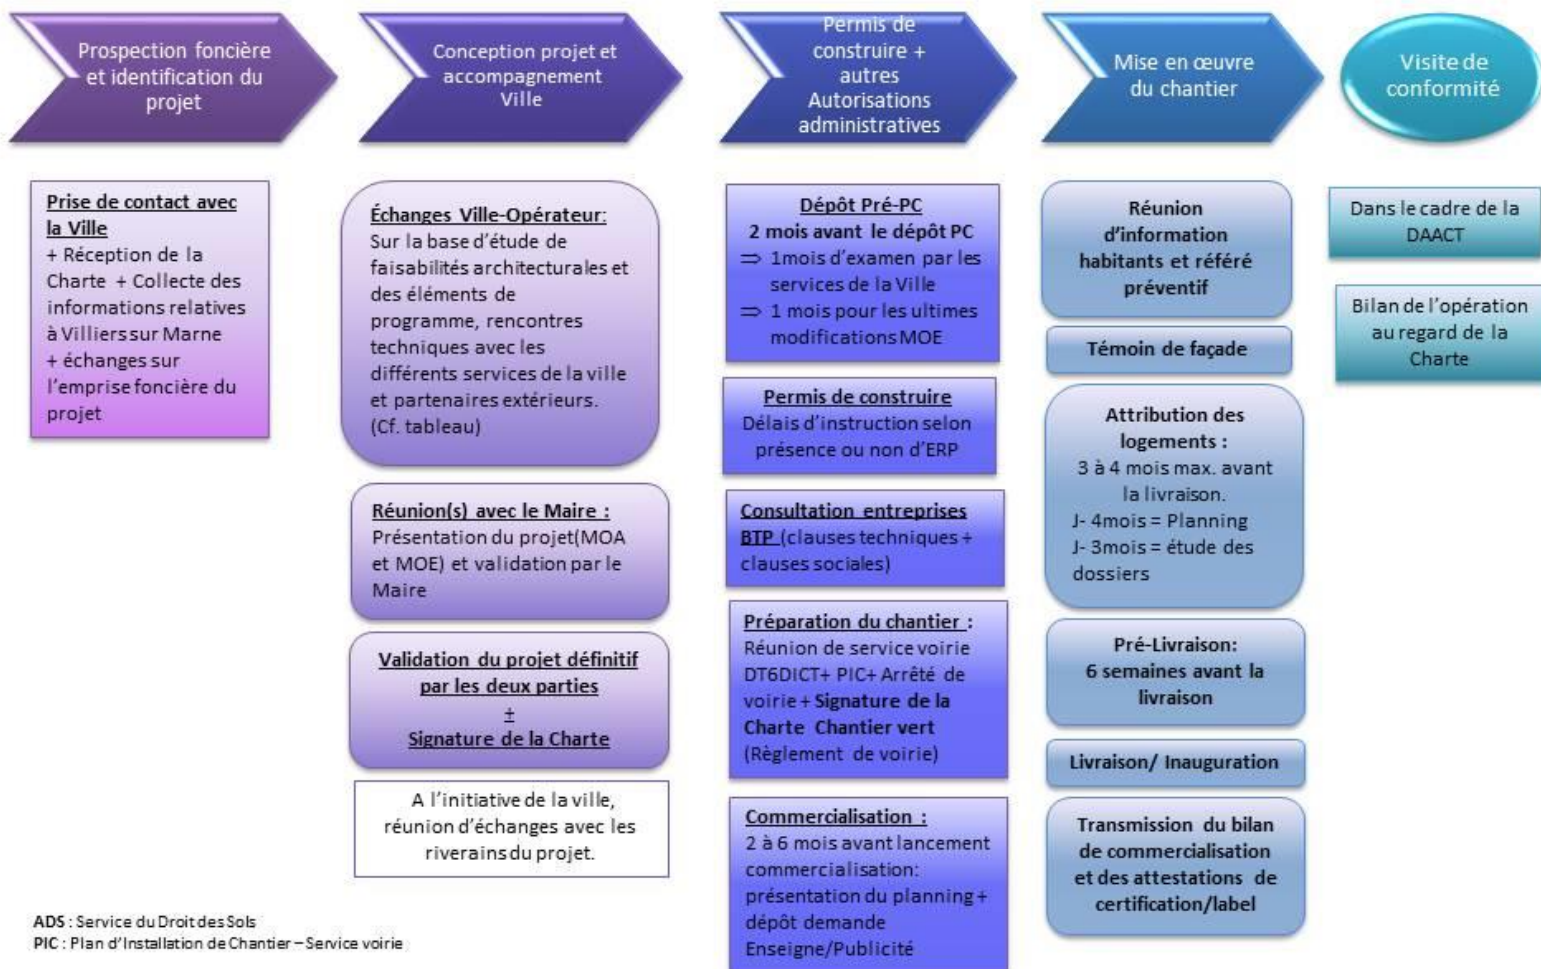 Prospection foncière
et identification du
projet
Conception projet et
accompagnement
Ville
Permis de
construire +
autres
Autorisations
administratives
Mise en œuvre
du chantier
Visite de
conformité
Prise de contact avec
la Ville
+ Réception de la
Charte + Collecte des
informations relatives
à Villiers sur Marne
+ échanges sur
l'emprise foncière du
projet
Échanges Ville-Opérateur:
Sur la base d'étude de
faisabilités architecturales et
des éléments de
programme, rencontres
techniques avec les
différents services de la ville
et partenaires extérieurs.
(Cf. tableau)
Réunion(s) avec le Maire :
Présentation du projet(MOA
et MOE) et validation par le
Maire
Validation du projet définitif
par les deux parties
+
Signature de la Charte
A l'initiative de la ville,
réunion d'échanges avec les
riverains du projet.
Dépôt Pré-PC
2 mois avant le dépôt PC
⇒ 1mois d'examen par les
services de la Ville
⇒ 1 mois pour les ultimes
modifications MOE
Permis de construire
Délais d'instruction selon
présence ou non d'ERP
Consultation entreprises
BTP (clauses techniques +
clauses sociales)
Préparation du chantier :
Réunion de service voirie
DT6DICT+ PIC+ Arrêté de
voirie + Signature de la
Charte Chantier vert
(Règlement de voirie)
Commercialisation :
2 à 6 mois avant lancement
commercialisation:
présentation du planning +
dépôt demande
Enseigne/Publicité
Réunion
d'information
habitants et référé
préventif
Témoin de façade
Attribution des
logements :
3 à 4 mois max. avant
la livraison.
J- 4mois = Planning
J- 3mois = étude des
dossiers
Pré-Livraison:
6 semaines avant la
livraison
Livraison/ Inauguration
Transmission du bilan
de commercialisation
et des attestations de
certification/label
Dans le cadre de la
DAACT
Bilan de l'opération
au regard de la
Charte
ADS : Service du Droit des Sols
PIC : Plan d'Installation de Chantier – Service voirie